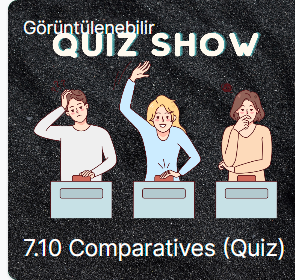 Görüntülenebilir
QUIZ SHOW
7.10 Comparatives (Quiz)